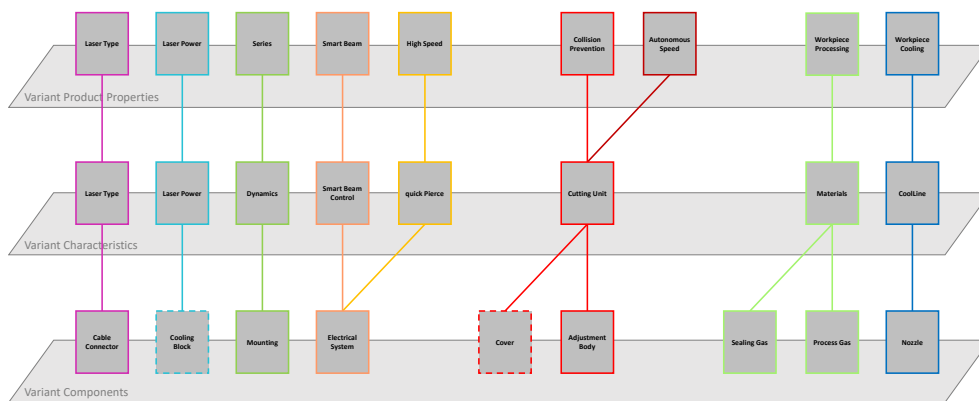 Laser Type
Laser Power
Series
Smart Beam
High Speed
Collision
Prevention
Autonomous
Speed
Workpiece
Processing
Workpiece
Cooling
Variant Product Properties
Laser Type
Laser Power
Dynamics
Smart Beam
Control
quick Pierce
Cutting Unit
Materials
CoolLine
Variant Characteristics
Cable
Connector
Cooling
Block
Mounting
Electrical
System
Cover
Adjustment
Body
Sealing Gas
Process Gas
Nozzle
Variant Components